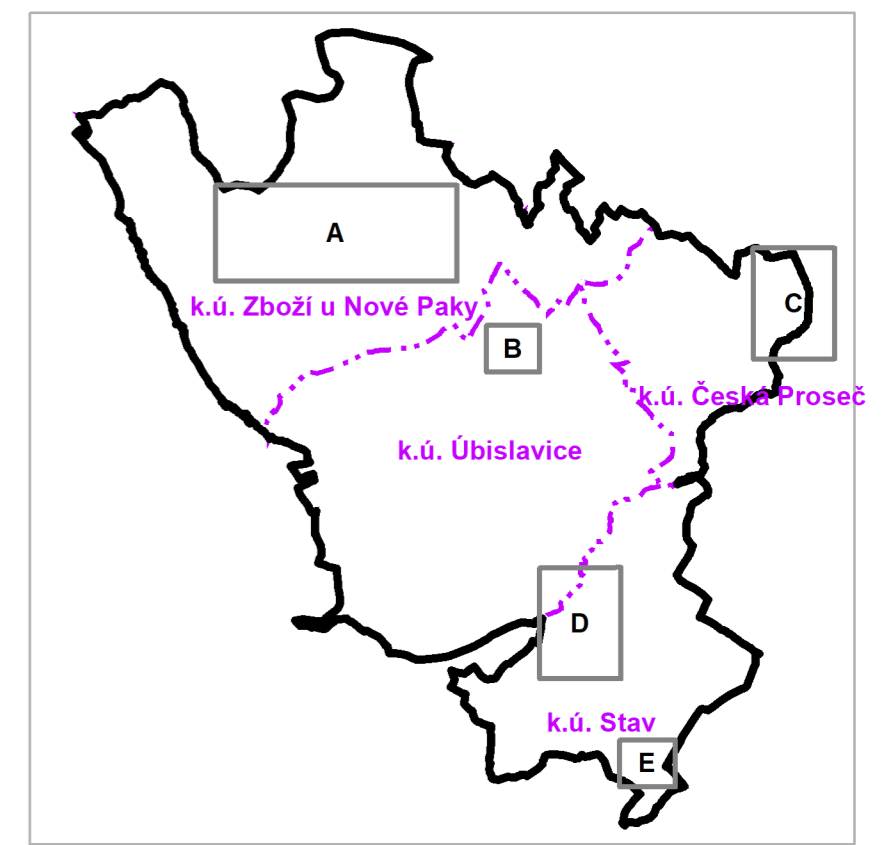 A
k.ú. Zboží u Nové Paky
C
B
k.ú. Česká Proseč
k.ú. Úbislavice
D
k.ú. Stav
E